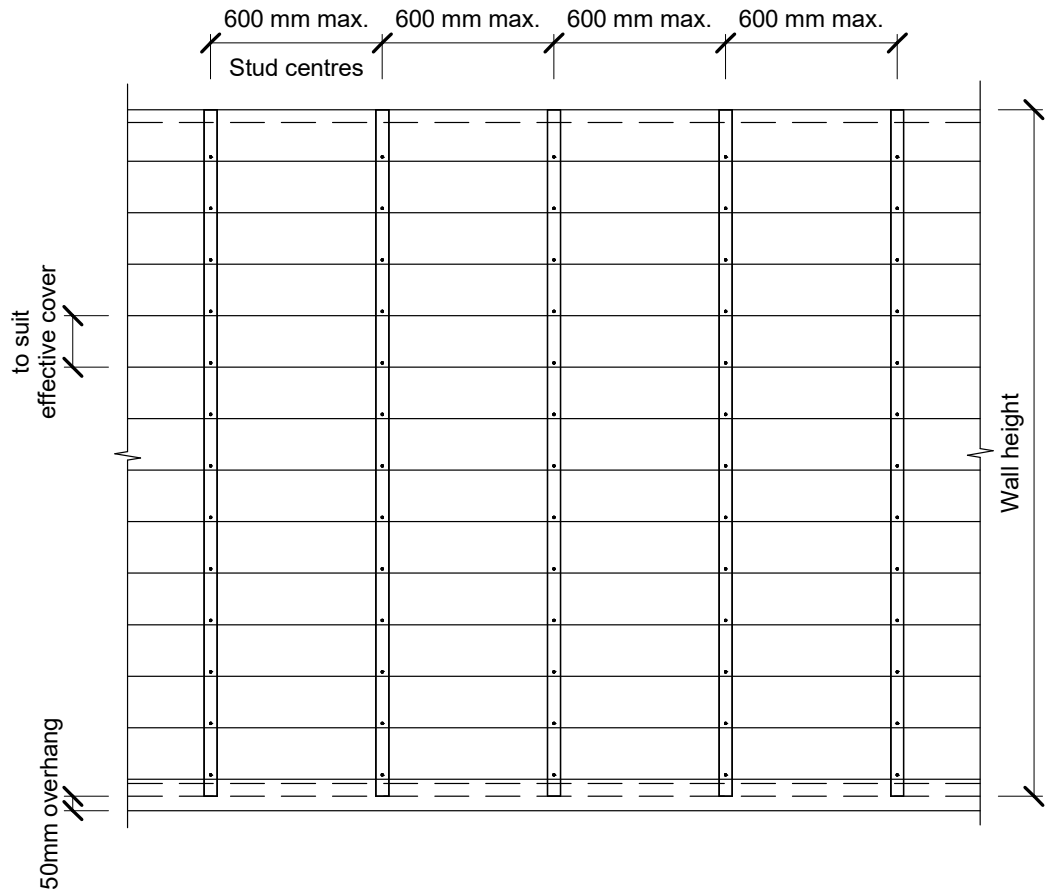 600 mm max.
600 mm max.
600 mm max.
600 mm max.
Stud centres
to suit
effective cover
Wall height
50mm overhang